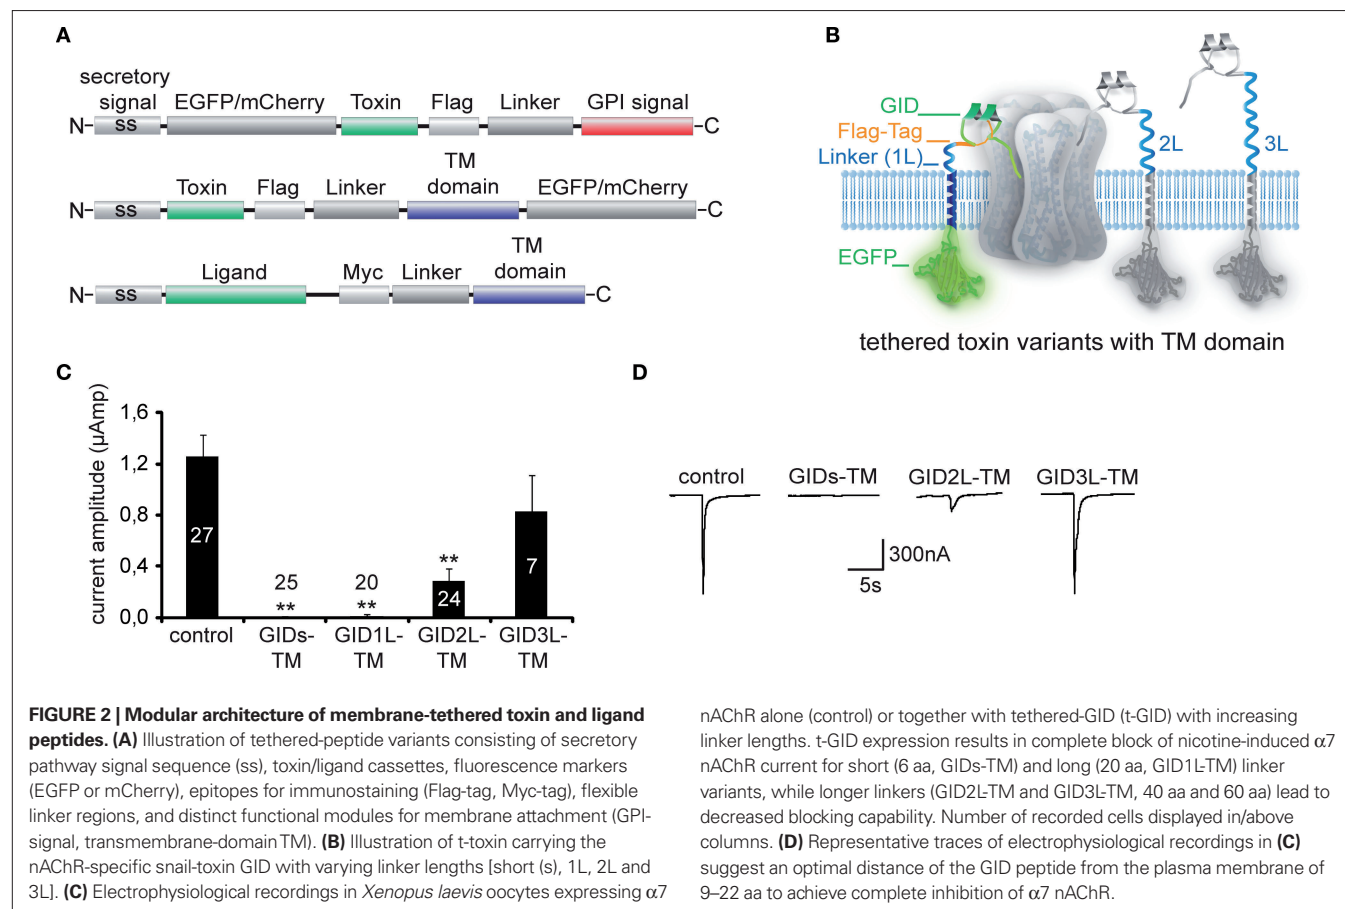 A
secretory
signal
EGFP/mCherry
Toxin
Flag
Linker
GPI signal
N-
ss
-C
Toxin
Flag
Linker
TM
domain
EGFP/mCherry
N-
ss
-C
Ligand
Myc
Linker
TM
domain
N-
ss
-C
B
GID
Flag-Tag
Linker (1L)
EGFP
2L
3L
tethered toxin variants with TM domain
C
current amplitude (µAmp)
1,6
1,2
0,8
0,4
0,0
27
25
**
20
**
**
24
7
control
GIDs-
TM
GID1L-
TM
GID2L-
TM
GID3L-
TM
D
control
GIDs-TM
GID2L-TM
GID3L-TM
300nA
5s
FIGURE 2 | Modular architecture of membrane-tethered toxin and ligand
peptides. (A) Illustration of tethered-peptide variants consisting of secretory
pathway signal sequence (ss), toxin/ligand cassettes, fluorescence markers
(EGFP or mCherry), epitopes for immunostaining (Flag-tag, Myc-tag), flexible
linker regions, and distinct functional modules for membrane attachment (GPI-
signal, transmembrane-domain TM). (B) Illustration of t-toxin carrying the
nAChR-specific snail-toxin GID with varying linker lengths [short (s), 1L, 2L and
3L]. (C) Electrophysiological recordings in Xenopus laevis oocytes expressing α7
nAChR alone (control) or together with tethered-GID (t-GID) with increasing
linker lengths. t-GID expression results in complete block of nicotine-induced α7
nAChR current for short (6 aa, GIDs-TM) and long (20 aa, GID1L-TM) linker
variants, while longer linkers (GID2L-TM and GID3L-TM, 40 aa and 60 aa) lead to
decreased blocking capability. Number of recorded cells displayed in/above
columns. (D) Representative traces of electrophysiological recordings in (C)
suggest an optimal distance of the GID peptide from the plasma membrane of
9–22 aa to achieve complete inhibition of α7 nAChR.